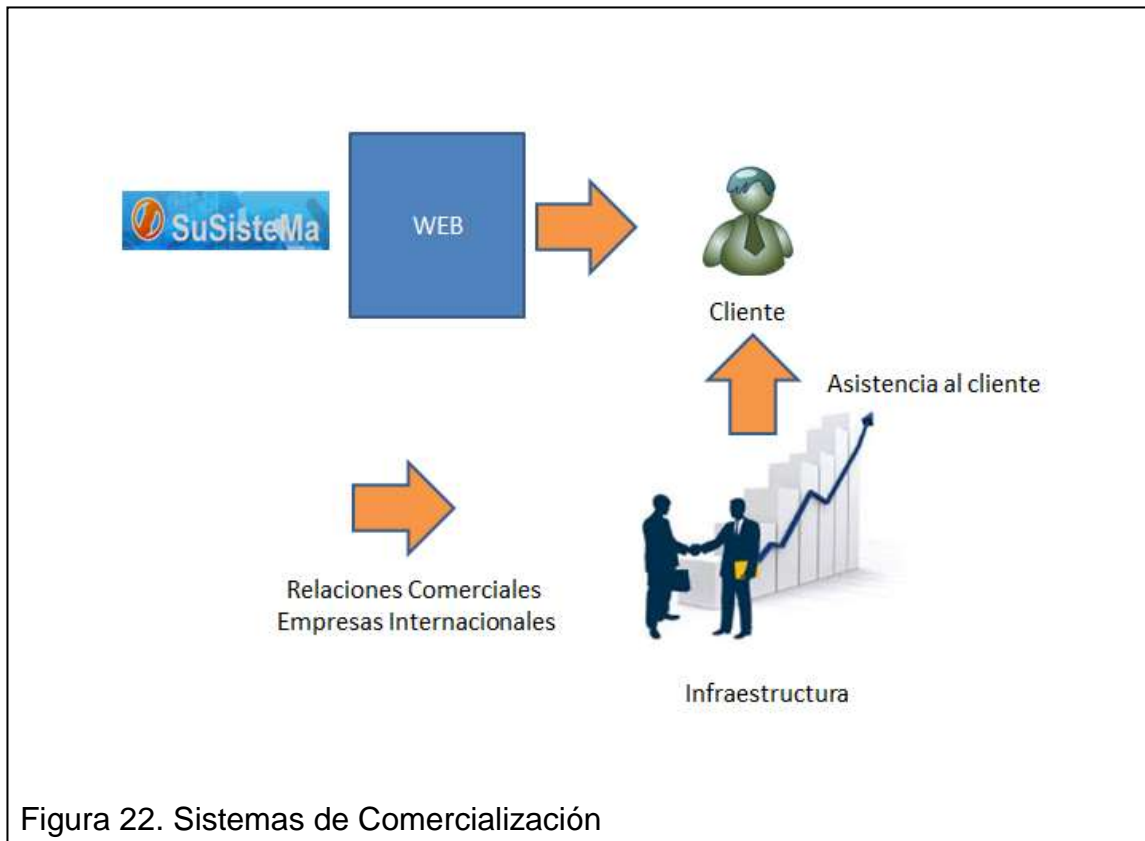 SuSisteMa
WEB
Cliente
Asistencia al cliente
Relaciones Comerciales
Empresas Internacionales
Infraestructura
Figura 22. Sistemas de Comercialización